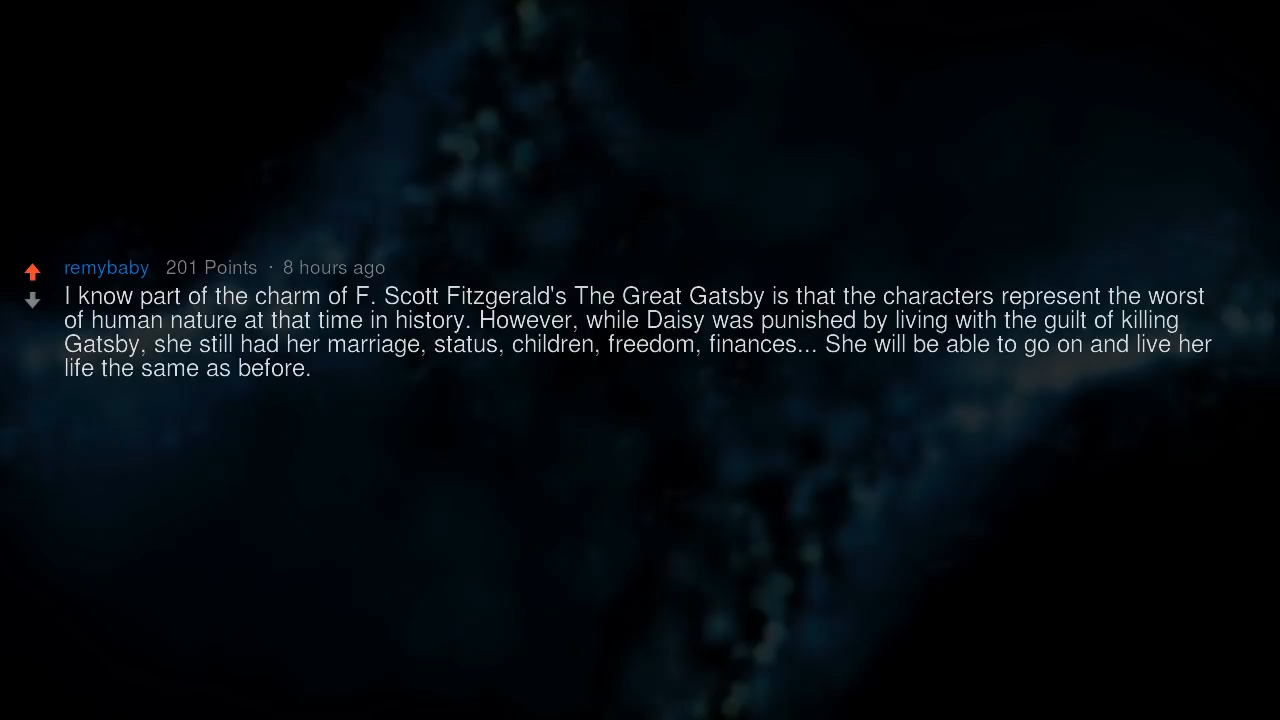 remybaby 201 Points · 8 hours ago
I know part of the charm of F. Scott Fitzgerald's The Great Gatsby is that the characters represent the worst
of human nature at that time in history. However, while Daisy was punished by living with the guilt of killing
Gatsby, she still had her marriage, status, children, freedom, finances... She will be able to go on and live her
life the same as before.